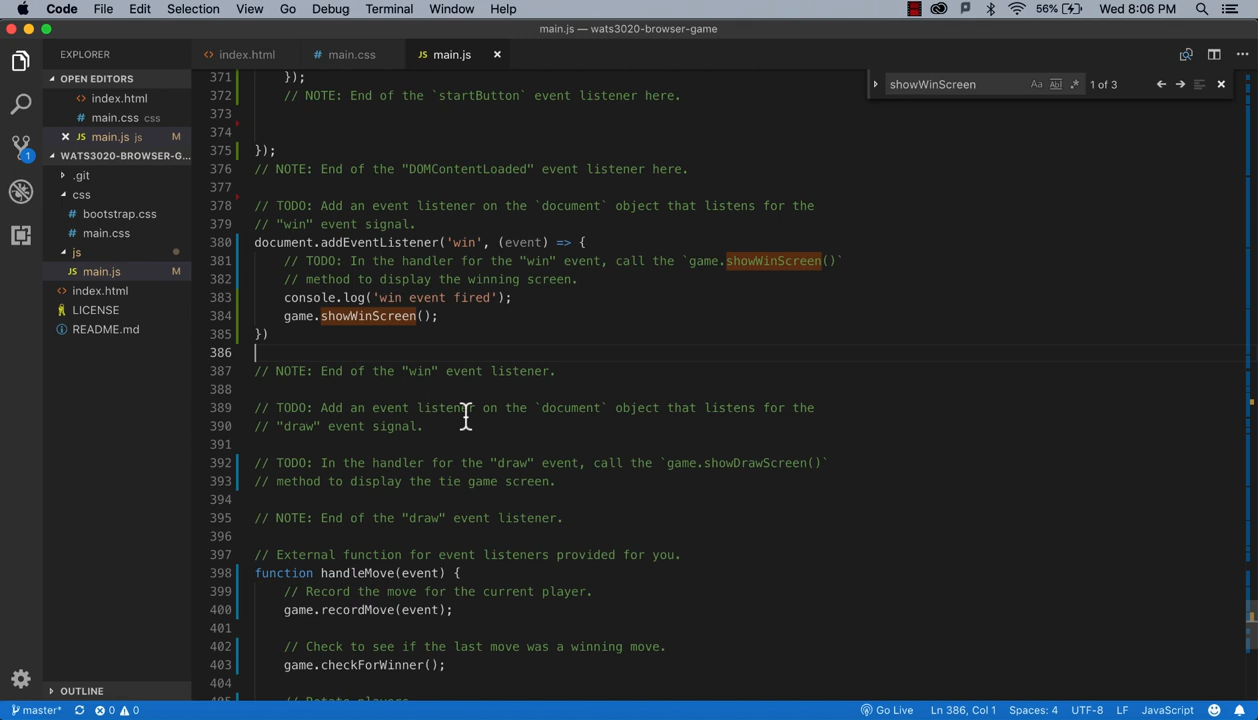 Code File Edit Selection View Go Debug Terminal Window Help 56% Wed 8:06 PM
main.js — wats3020-browser-game
EXPLORER
OPEN EDITORS
<> index.html
# main.css css
JS main.js js M
WATS3020-BROWSER-G...
.git
css
# bootstrap.css
# main.css
js
JS main.js M
<> index.html
LICENSE
README.md
OUTLINE
1
<> index.html # main.css JS main.js
showWinScreen Aa Abl .* 1 of 3
371 });
372 // NOTE: End of the `startButton` event listener here.
373
374
375 });
376 // NOTE: End of the "DOMContentLoaded" event listener here.
377
378 // TODO: Add an event listener on the `document` object that listens for the
379 // "win" event signal.
380 document.addEventListener('win', (event) => {
381 // TODO: In the handler for the "win" event, call the `game.showWinScreen()`
382 // method to display the winning screen.
383 console.log('win event fired');
384 game.showWinScreen();
385 })
386
387 // NOTE: End of the "win" event listener.
388
389 // TODO: Add an event listener on the `document` object that listens for the
390 // "draw" event signal.
391
392 // TODO: In the handler for the "draw" event, call the `game.showDrawScreen()`
393 // method to display the tie game screen.
394
395 // NOTE: End of the "draw" event listener.
396
397 // External function for event listeners provided for you.
398 function handleMove(event) {
399 // Record the move for the current player.
400 game.recordMove(event);
401
402 // Check to see if the last move was a winning move.
403 game.checkForWinner();
404
405 // Rotate players.
master* 0 0 Go Live Ln 386, Col 1 Spaces: 4 UTF-8 LF JavaScript